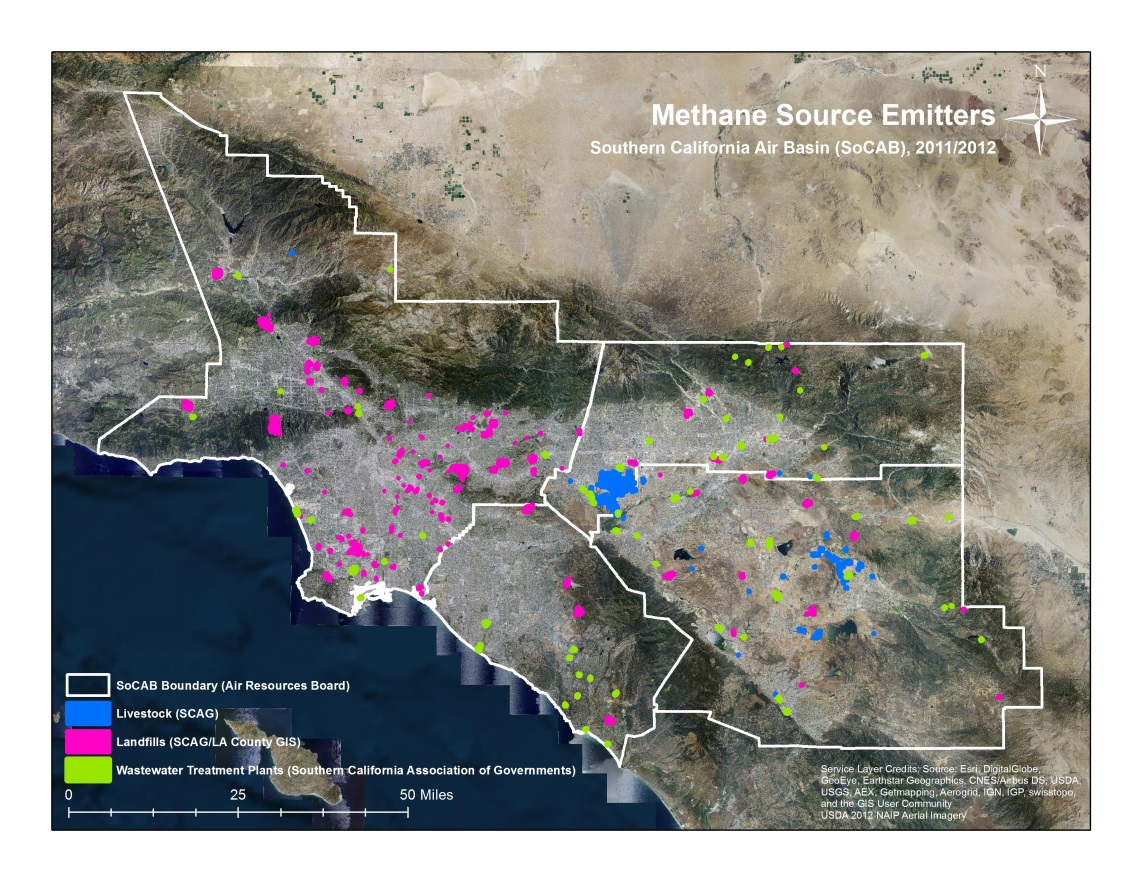 N
Methane Source Emitters
Southern California Air Basin (SoCAB), 2011/2012
SoCAB Boundary (Air Resources Board)
Livestock (SCAG)
Landfills (SCAG/LA County GIS)
Wastewater Treatment Plants (Southern California Association of Governments)
0 25 50 Miles
Service Layer Credits: Source: Esri, DigitalGlobe,
GeoEye, Earthstar Geographics, CNES/Airbus DS, USDA,
USGS, AEX, Getmapping, Aerogrid, IGN, IGP, swisstopo,
and the GIS User Community
USDA 2012 NAIP Aerial Imagery